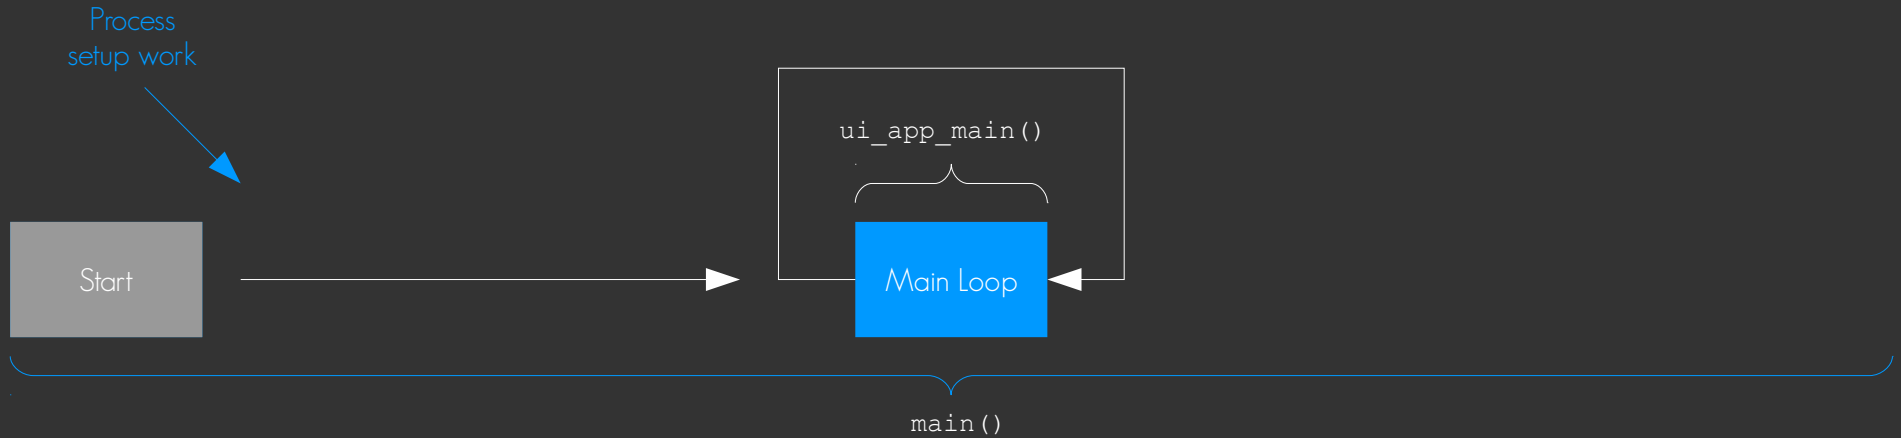 Process
setup work
ui_app_main()
Start
Main Loop
main()